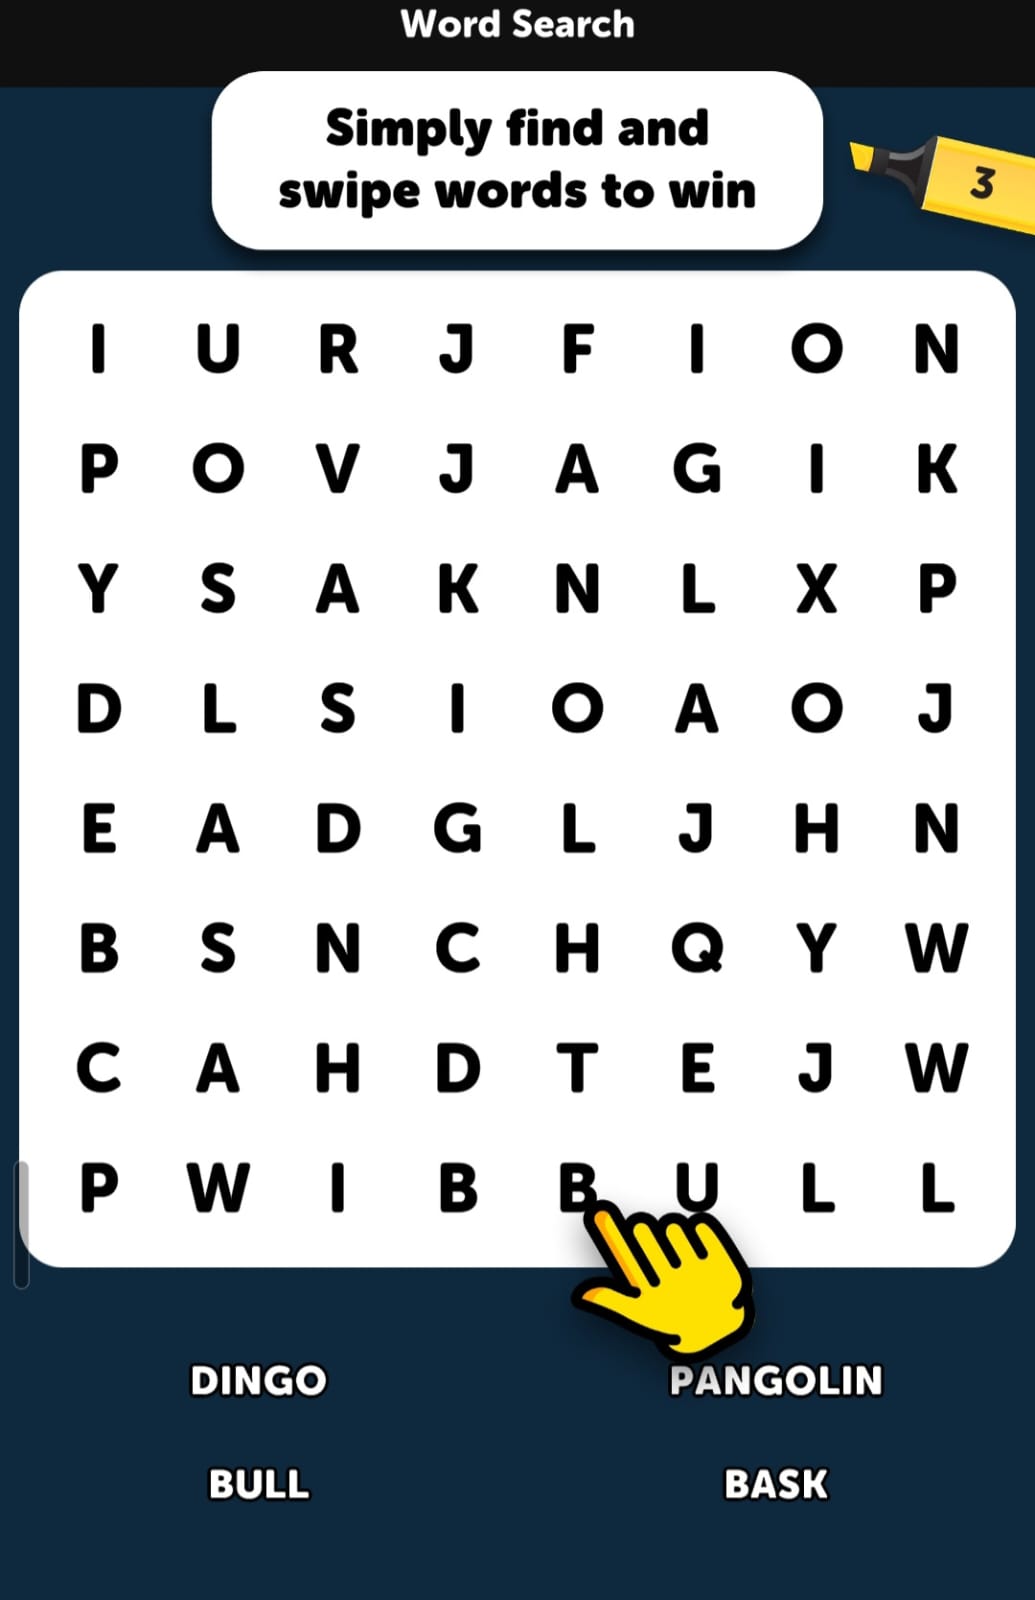 Word Search
Simply find and
swipe words to win
3
I U R J F I O N
P O V J A G I K
Y S A K N L X P
D L S I O A O J
E A D G L J H N
B S N C H Q Y W
C A H D T E J W
P W I B B U L L
DINGO PANGOLIN
BULL BASK